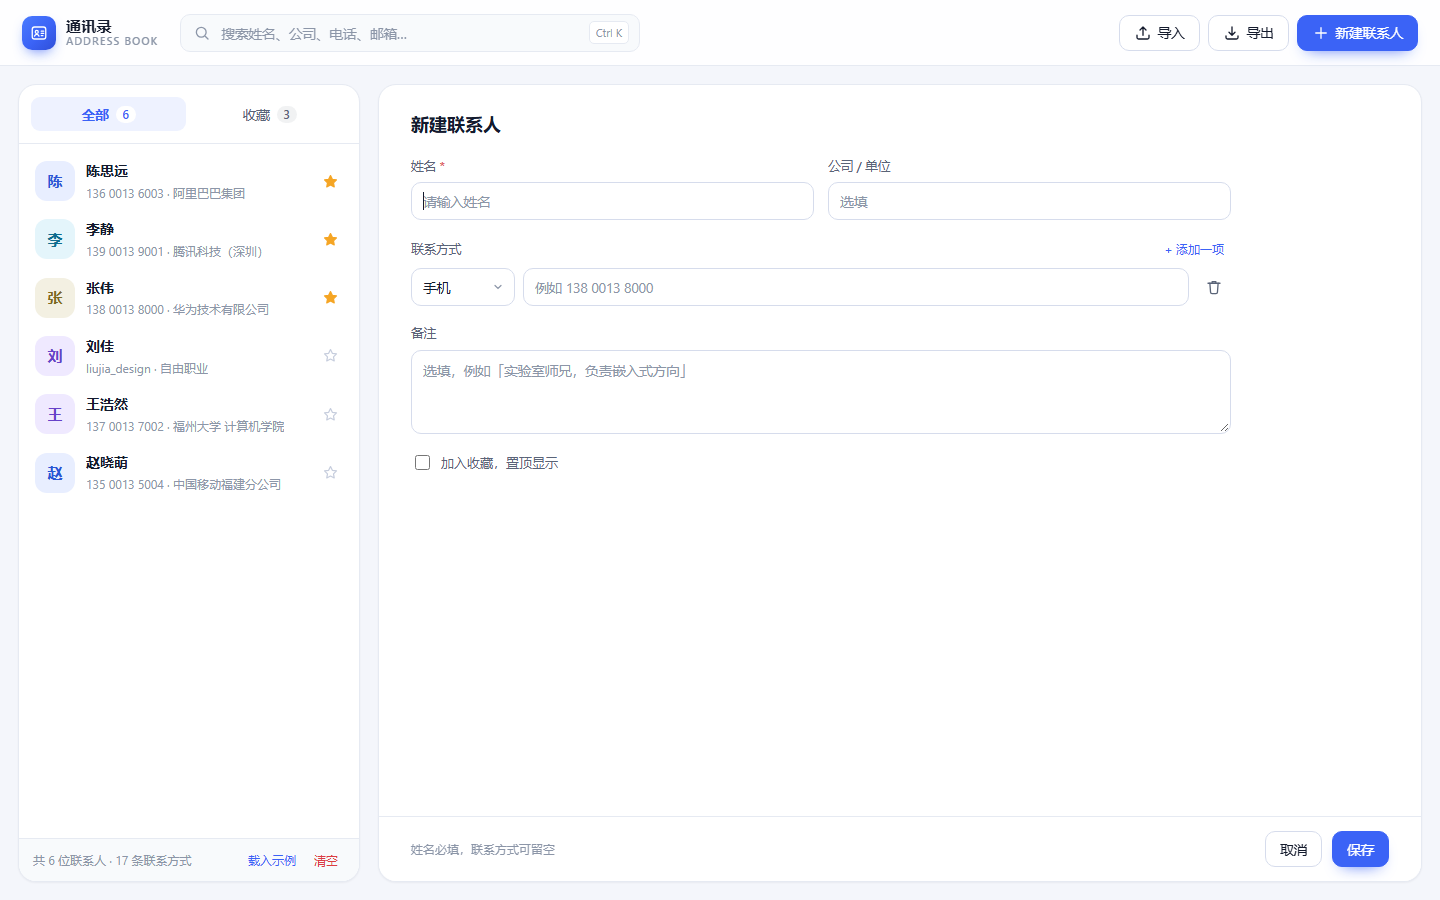 通讯录
ADDRESS BOOK
搜索姓名、公司、电话、邮箱...
Ctrl K
导入
导出
新建联系人
全部 6
收藏 3
陈
陈思远
136 0013 6003 · 阿里巴巴集团
李
李静
139 0013 9001 · 腾讯科技（深圳）
张
张伟
138 0013 8000 · 华为技术有限公司
刘
刘佳
liujia_design · 自由职业
王
王浩然
137 0013 7002 · 福州大学 计算机学院
赵
赵晓萌
135 0013 5004 · 中国移动福建分公司
共 6 位联系人 · 17 条联系方式
载入示例
清空
新建联系人
姓名 *
公司 / 单位
请输入姓名
选填
联系方式
+ 添加一项
手机
例如 138 0013 8000
备注
选填，例如「实验室师兄，负责嵌入式方向」
加入收藏，置顶显示
姓名必填，联系方式可留空
取消
保存